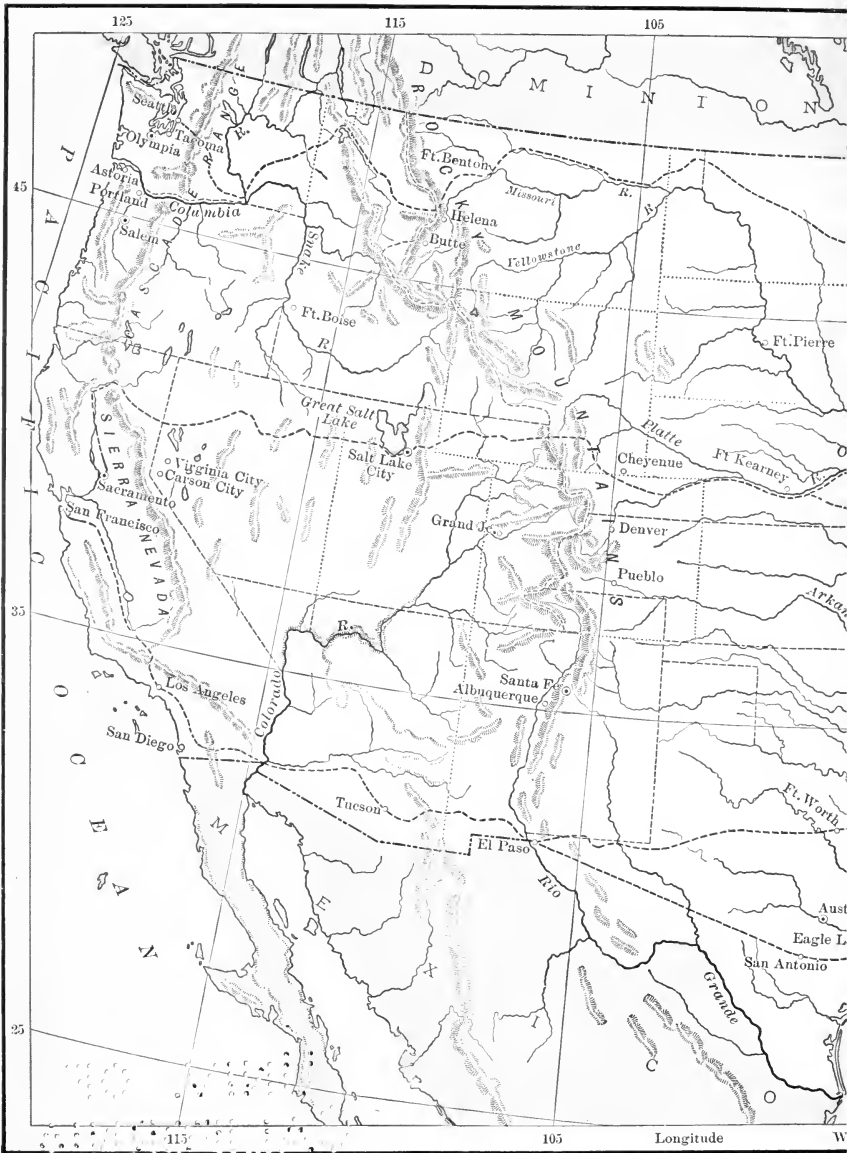 125
115
105
DOMINION
Seattle
Tacoma
Olympia
R.
RANGE
CASCADE
ROCKY MOUNTAINS
Ft. Benton
Missouri
R.
PACIFIC OCEAN
45
Astoria
Portland
Columbia
Salem
Helena
Butte
Yellowstone
R
Snake
R.
Ft. Boise
Ft. Pierre
Great Salt
Lake
Salt Lake
City
Platte
R
Cheyenne
Ft Kearney
O
SIERRA NEVADA
Virginia City
Carson City
Sacramento
San Francisco
Grand J.
Denver
Pueblo
Arkan
35
R.
Colorado
Santa Fe
Albuquerque
Los Angeles
San Diego
Tucson
El Paso
Ft. Worth
MEXICO
Rio
Grande
Aust
Eagle L
San Antonio
25
115
105
Longitude
W